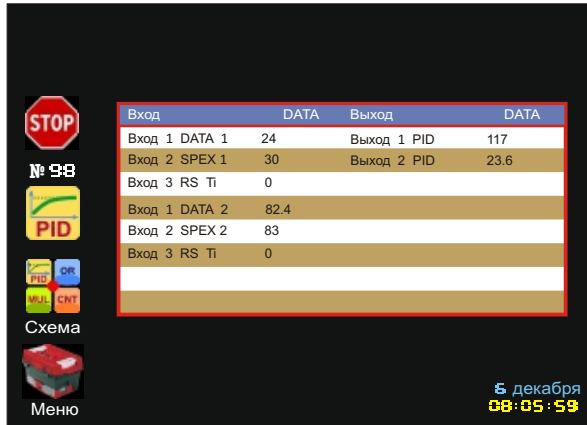 STOP
№ 98
PID
PID OR
MUL CNT
Схема
Меню
Вход DATA Выход DATA
Вход 1 DATA 1 24 Выход 1 PID 117
Вход 2 SPEX 1 30 Выход 2 PID 23.6
Вход 3 RS Ti 0
Вход 1 DATA 2 82.4
Вход 2 SPEX 2 83
Вход 3 RS Ti 0
6 декабря
08:05:59